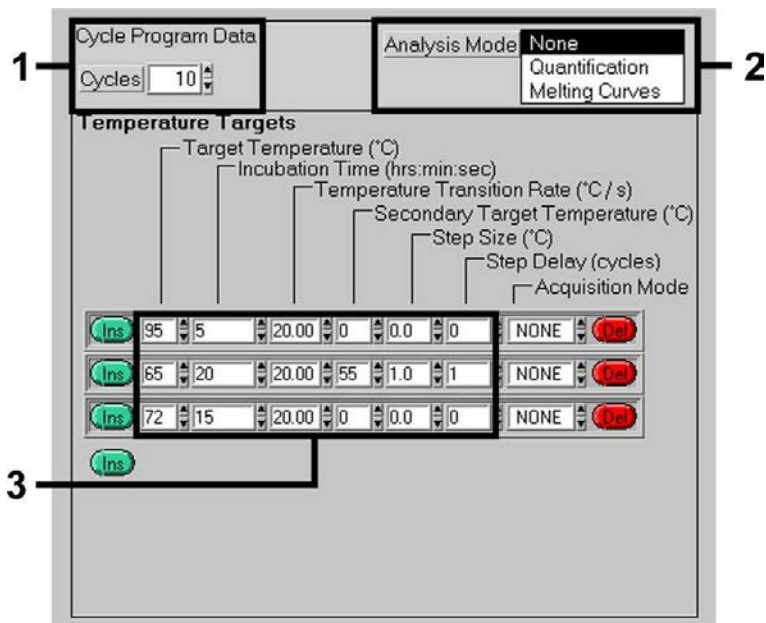 Cycle Program Data
Cycles 10
1
Analysis Mode None
Quantification
Melting Curves
2
Temperature Targets
Target Temperature (°C)
Incubation Time (hrs:min:sec)
Temperature Transition Rate (°C / s)
Secondary Target Temperature (°C)
Step Size (°C)
Step Delay (cycles)
Acquisition Mode
Ins 95 5 20.00 0 0.0 0 NONE Del
Ins 65 20 20.00 55 1.0 1 NONE Del
Ins 72 15 20.00 0 0.0 0 NONE Del
Ins
3